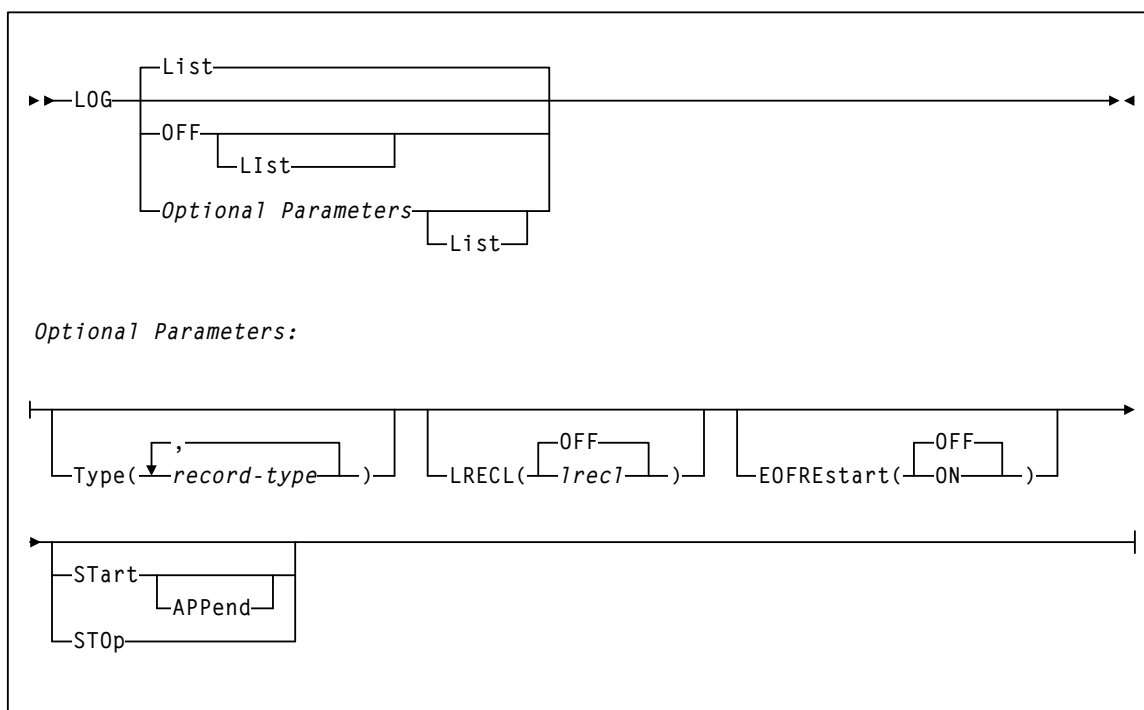 List
LOG
OFF
LIst
Optional Parameters
List
Optional Parameters:
, OFF OFF
Type( record-type ) LRECL( lrecl ) EOFREstart( ON )
STart
APPend
STOp